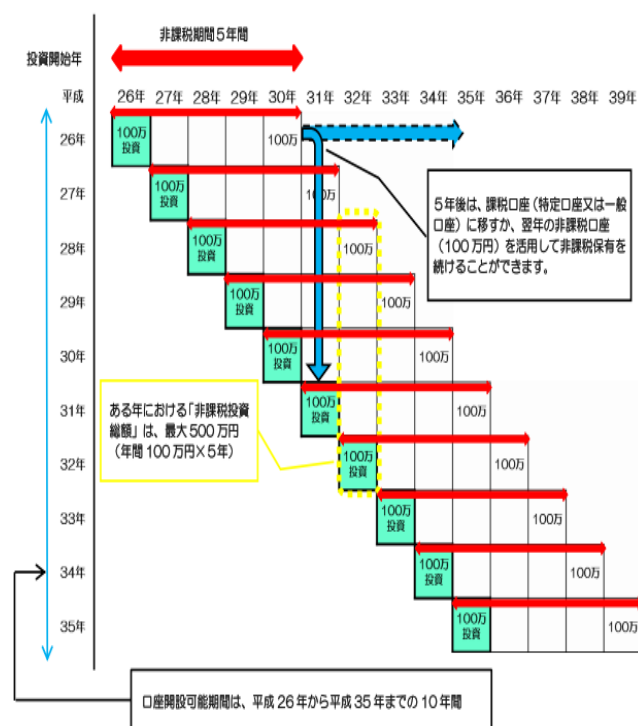 非課税期間5年間
投資開始年
平成 26年 27年 28年 29年 30年 31年 32年 33年 34年 35年 36年 37年 38年 39年
26年 100万 100万
投資
5年後は、課税口座（特定口座又は一般
口座）に移すか、翌年の非課税口座
（100万円）を活用して非課税保有を
続けることができます。
27年 100万 100万
投資
28年 100万 100万
投資
29年 100万 100万
投資
30年 100万 100万
投資
ある年における「非課税投資
総額」は、最大500万円
（年間100万円×5年）
31年 100万 100万
投資
32年 100万 100万
投資
33年 100万 100万
投資
34年 100万 100万
投資
35年 100万 100万
投資
口座開設可能期間は、平成26年から平成35年までの10年間